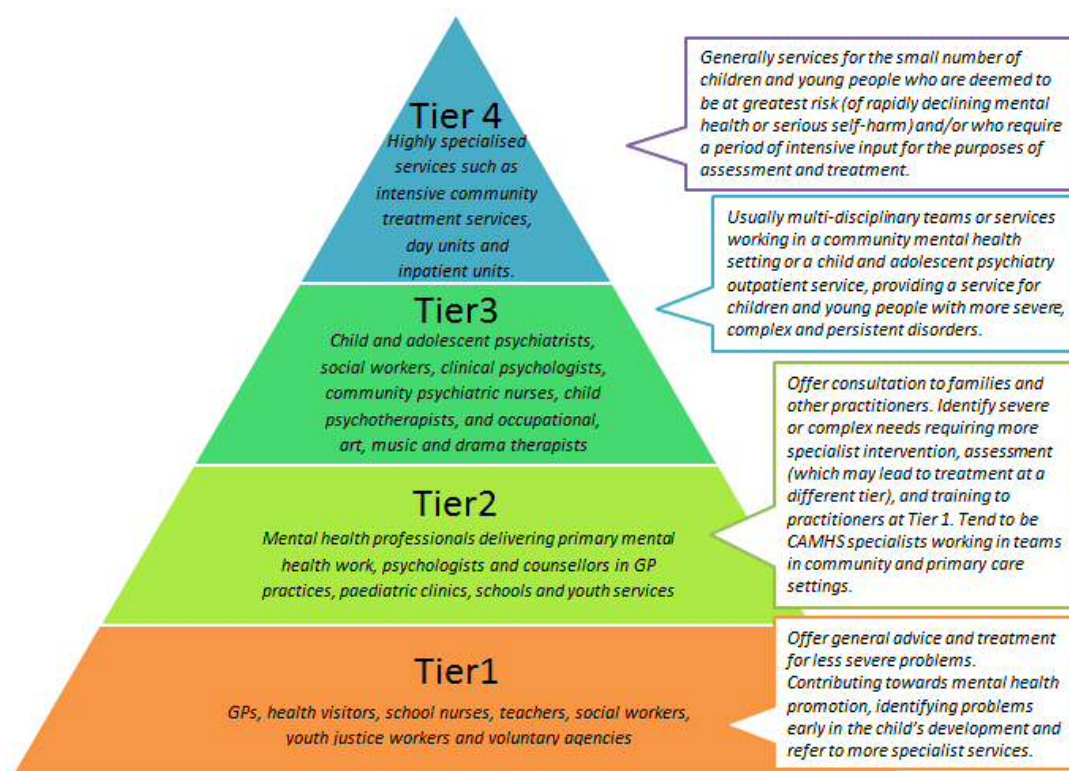 Tier 4
Highly specialised
services such as
intensive community
treatment services,
day units and
inpatient units.
Generally services for the small number of
children and young people who are deemed to
be at greatest risk (of rapidly declining mental
health or serious self-harm) and/or who require
a period of intensive input for the purposes of
assessment and treatment.
Tier3
Child and adolescent psychiatrists,
social workers, clinical psychologists,
community psychiatric nurses, child
psychotherapists, and occupational,
art, music and drama therapists
Usually multi-disciplinary teams or services
working in a community mental health
setting or a child and adolescent psychiatry
outpatient service, providing a service for
children and young people with more severe,
complex and persistent disorders.
Tier2
Mental health professionals delivering primary mental
health work, psychologists and counsellors in GP
practices, paediatric clinics, schools and youth services
Offer consultation to families and
other practitioners. Identify severe
or complex needs requiring more
specialist intervention, assessment
(which may lead to treatment at a
different tier), and training to
practitioners at Tier 1. Tend to be
CAMHS specialists working in teams
in community and primary care
settings.
Tier1
GPs, health visitors, school nurses, teachers, social workers,
youth justice workers and voluntary agencies
Offer general advice and treatment
for less severe problems.
Contributing towards mental health
promotion, identifying problems
early in the child's development and
refer to more specialist services.